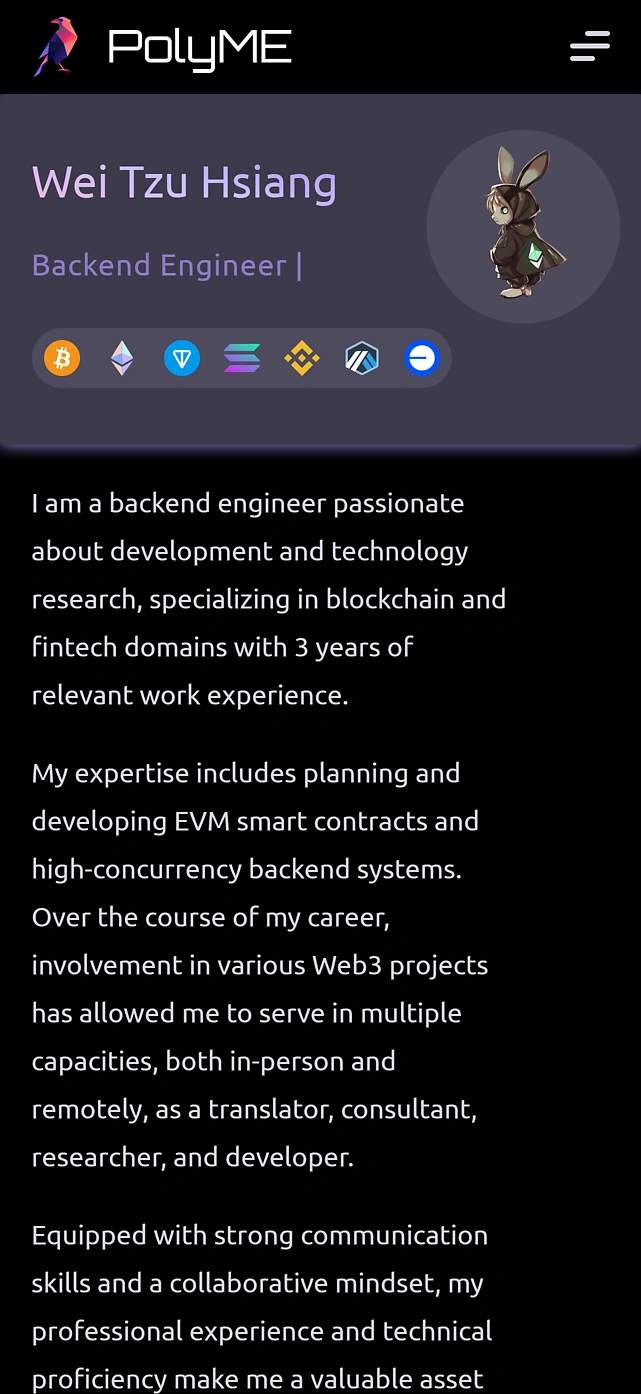 PolyME
Wei Tzu Hsiang
Backend Engineer |
I am a backend engineer passionate
about development and technology
research, specializing in blockchain and
fintech domains with 3 years of
relevant work experience.
My expertise includes planning and
developing EVM smart contracts and
high-concurrency backend systems.
Over the course of my career,
involvement in various Web3 projects
has allowed me to serve in multiple
capacities, both in-person and
remotely, as a translator, consultant,
researcher, and developer.
Equipped with strong communication
skills and a collaborative mindset, my
professional experience and technical
proficiency make me a valuable asset